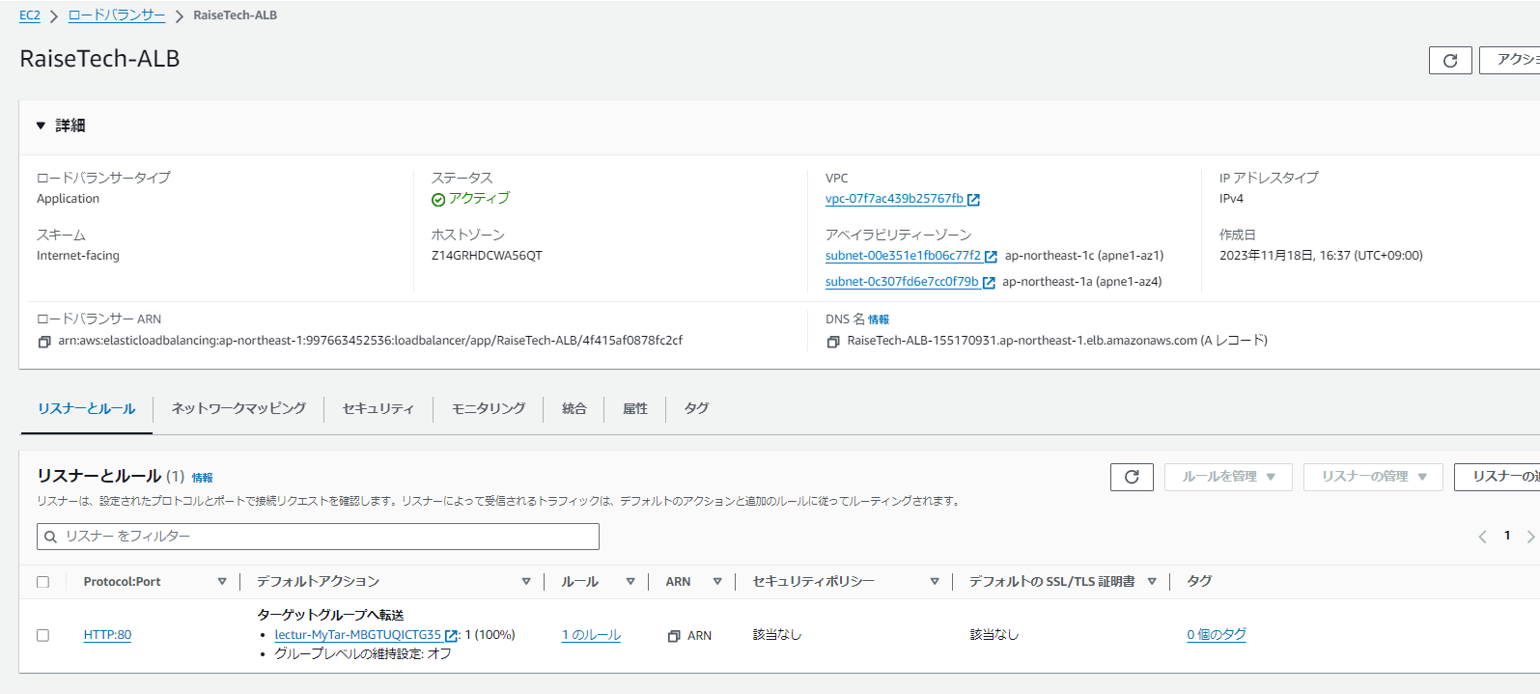 EC2 > ロードバランサー > RaiseTech-ALB
RaiseTech-ALB
アクショ
▼ 詳細
ロードバランサータイプ
Application
ステータス
アクティブ
VPC
vpc-07f7ac439b25767fb
IP アドレスタイプ
IPv4
スキーム
Internet-facing
ホストゾーン
Z14GRHDCWA56QT
アベイラビリティーゾーン
subnet-00e351e1fb06c77f2 ap-northeast-1c (apne1-az1)
subnet-0c307fd6e7cc0f79b ap-northeast-1a (apne1-az4)
作成日
2023年11月18日, 16:37 (UTC+09:00)
ロードバランサー ARN
arn:aws:elasticloadbalancing:ap-northeast-1:997663452536:loadbalancer/app/RaiseTech-ALB/4f415af0878fc2cf
DNS 名 情報
RaiseTech-ALB-155170931.ap-northeast-1.elb.amazonaws.com (A レコード)
リスナーとルール ネットワークマッピング セキュリティ モニタリング 統合 属性 タグ
リスナーとルール (1) 情報
ルールを管理 ▼ リスナーの管理 ▼ リスナーの追
リスナーは、設定されたプロトコルとポートで接続リクエストを確認します。リスナーによって受信されるトラフィックは、デフォルトのアクションと追加のルールに従ってルーティングされます。
リスナー をフィルター
< 1 >
Protocol:Port デフォルトアクション ルール ARN セキュリティポリシー デフォルトの SSL/TLS 証明書 タグ
ターゲットグループへ転送
HTTP:80 • lectur-MyTar-MBGTUQICTG35 : 1 (100%) 1 のルール ARN 該当なし 該当なし 0 個のタグ
• グループレベルの維持設定: オフ